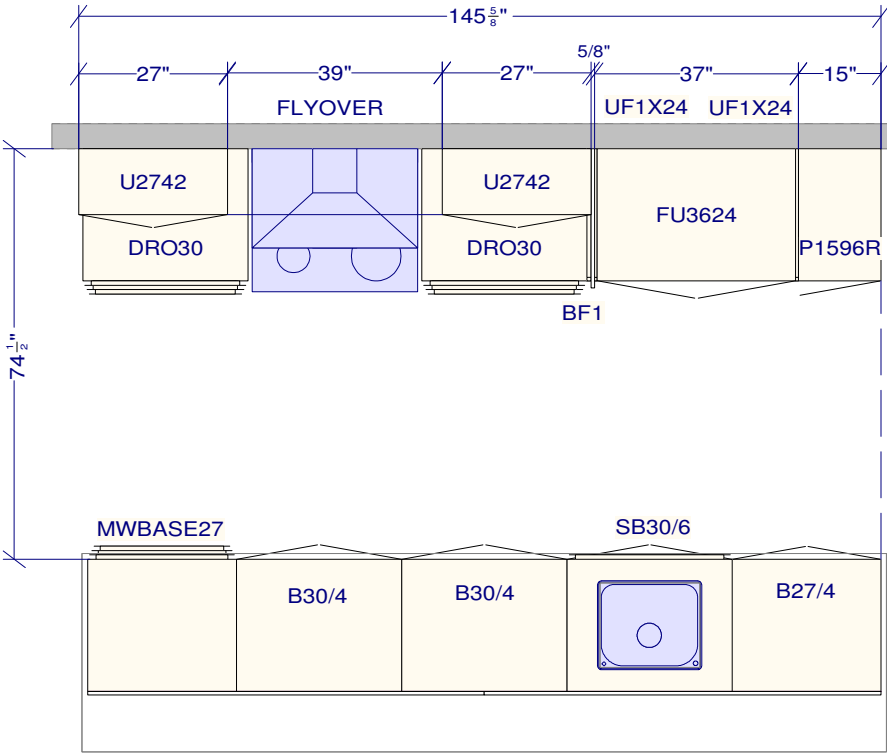 145 5/8"
5/8"
27" 39" 27" 37" 15"
FLYOVER UF1X24 UF1X24
U2742 U2742
FU3624
DRO30 DRO30 P1596R
BF1
74 1/2"
MWBASE27 SB30/6
B30/4 B30/4 B27/4